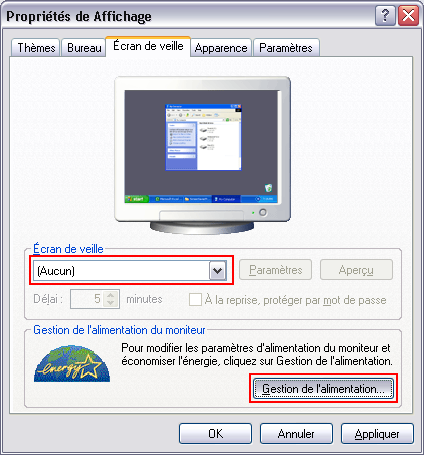 Propriétés de Affichage
Thèmes Bureau Écran de veille Apparence Paramètres
start
Écran de veille
(Aucun) Paramètres Aperçu
Délai : 5 minutes À la reprise, protéger par mot de passe
Gestion de l'alimentation du moniteur
Pour modifier les paramètres d'alimentation du moniteur et
économiser l'énergie, cliquez sur Gestion de l'alimentation.
energy
Gestion de l'alimentation...
OK Annuler Appliquer